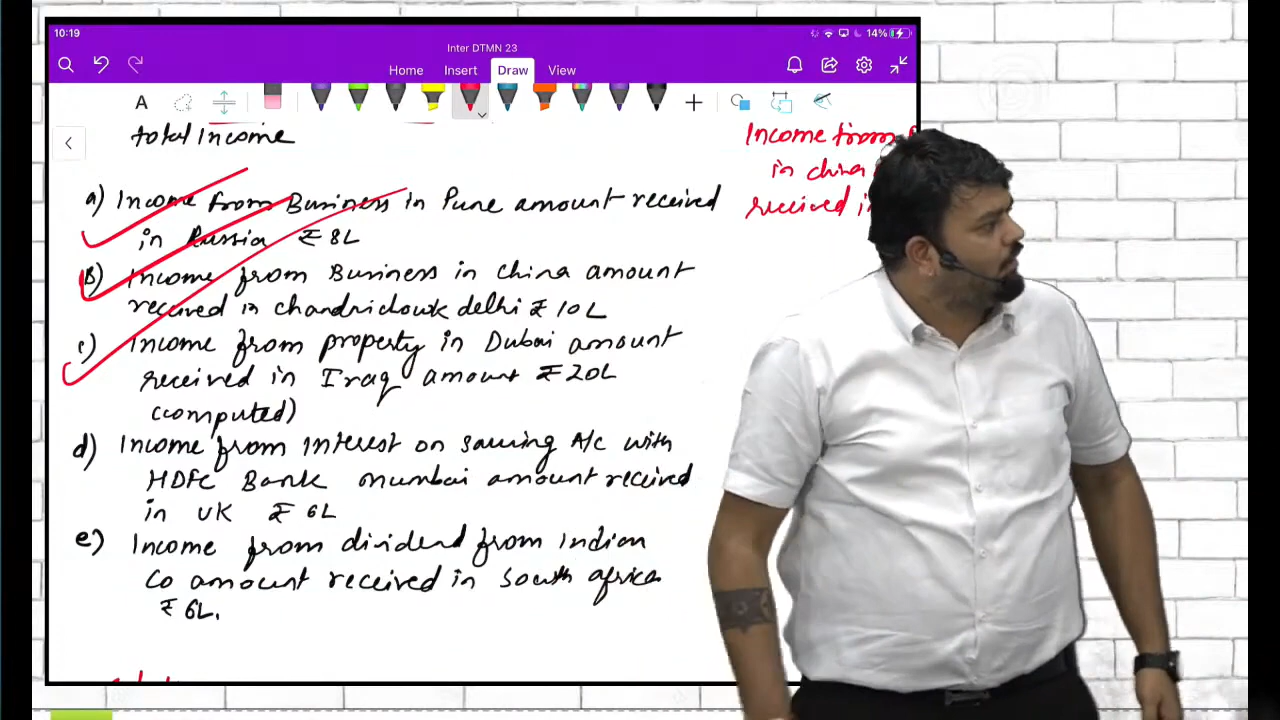 10:19
14%
Inter DTMN 23
Home Insert Draw View
A
total Income
Income from
in china
received in
a) Income from Business in Pune amount received
in Russia ₹ 8L
B) Income from Business in china amount
received in chandnichowk delhi ₹ 10L
c) Income from property in Dubai amount
received in Iraq amount ₹ 20L
(computed)
d) Income from interest on saving A/c with
HDFC Bank mumbai amount received
in UK ₹ 6L
e) Income from dividend from Indian
Co amount received in South africa
₹ 6L.